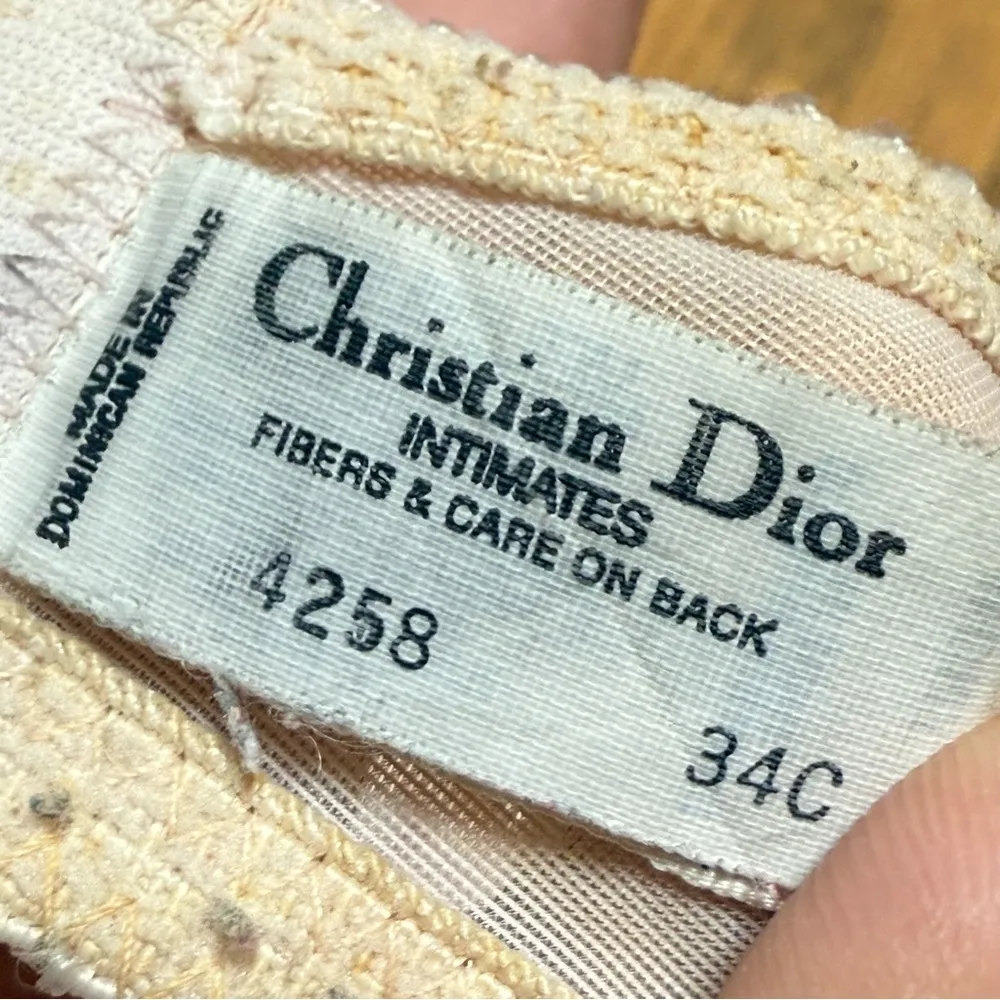 MADE IN
DOMINICAN REPUBLIC
Christian Dior
INTIMATES
FIBERS & CARE ON BACK
4258
34C